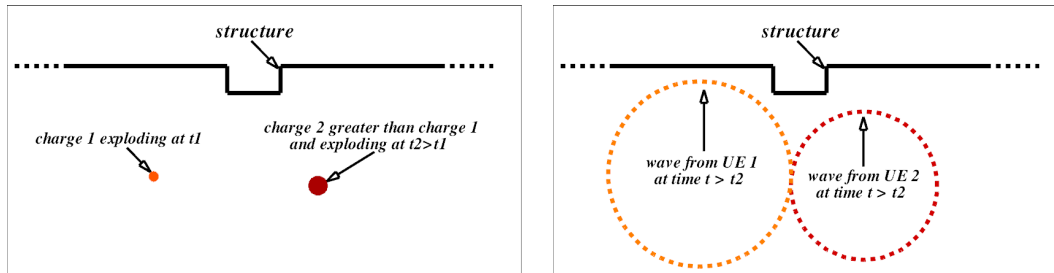 structure
charge 1 exploding at t1
charge 2 greater than charge 1
and exploding at t2>t1
structure
wave from UE 1
at time t > t2
wave from UE 2
at time t > t2